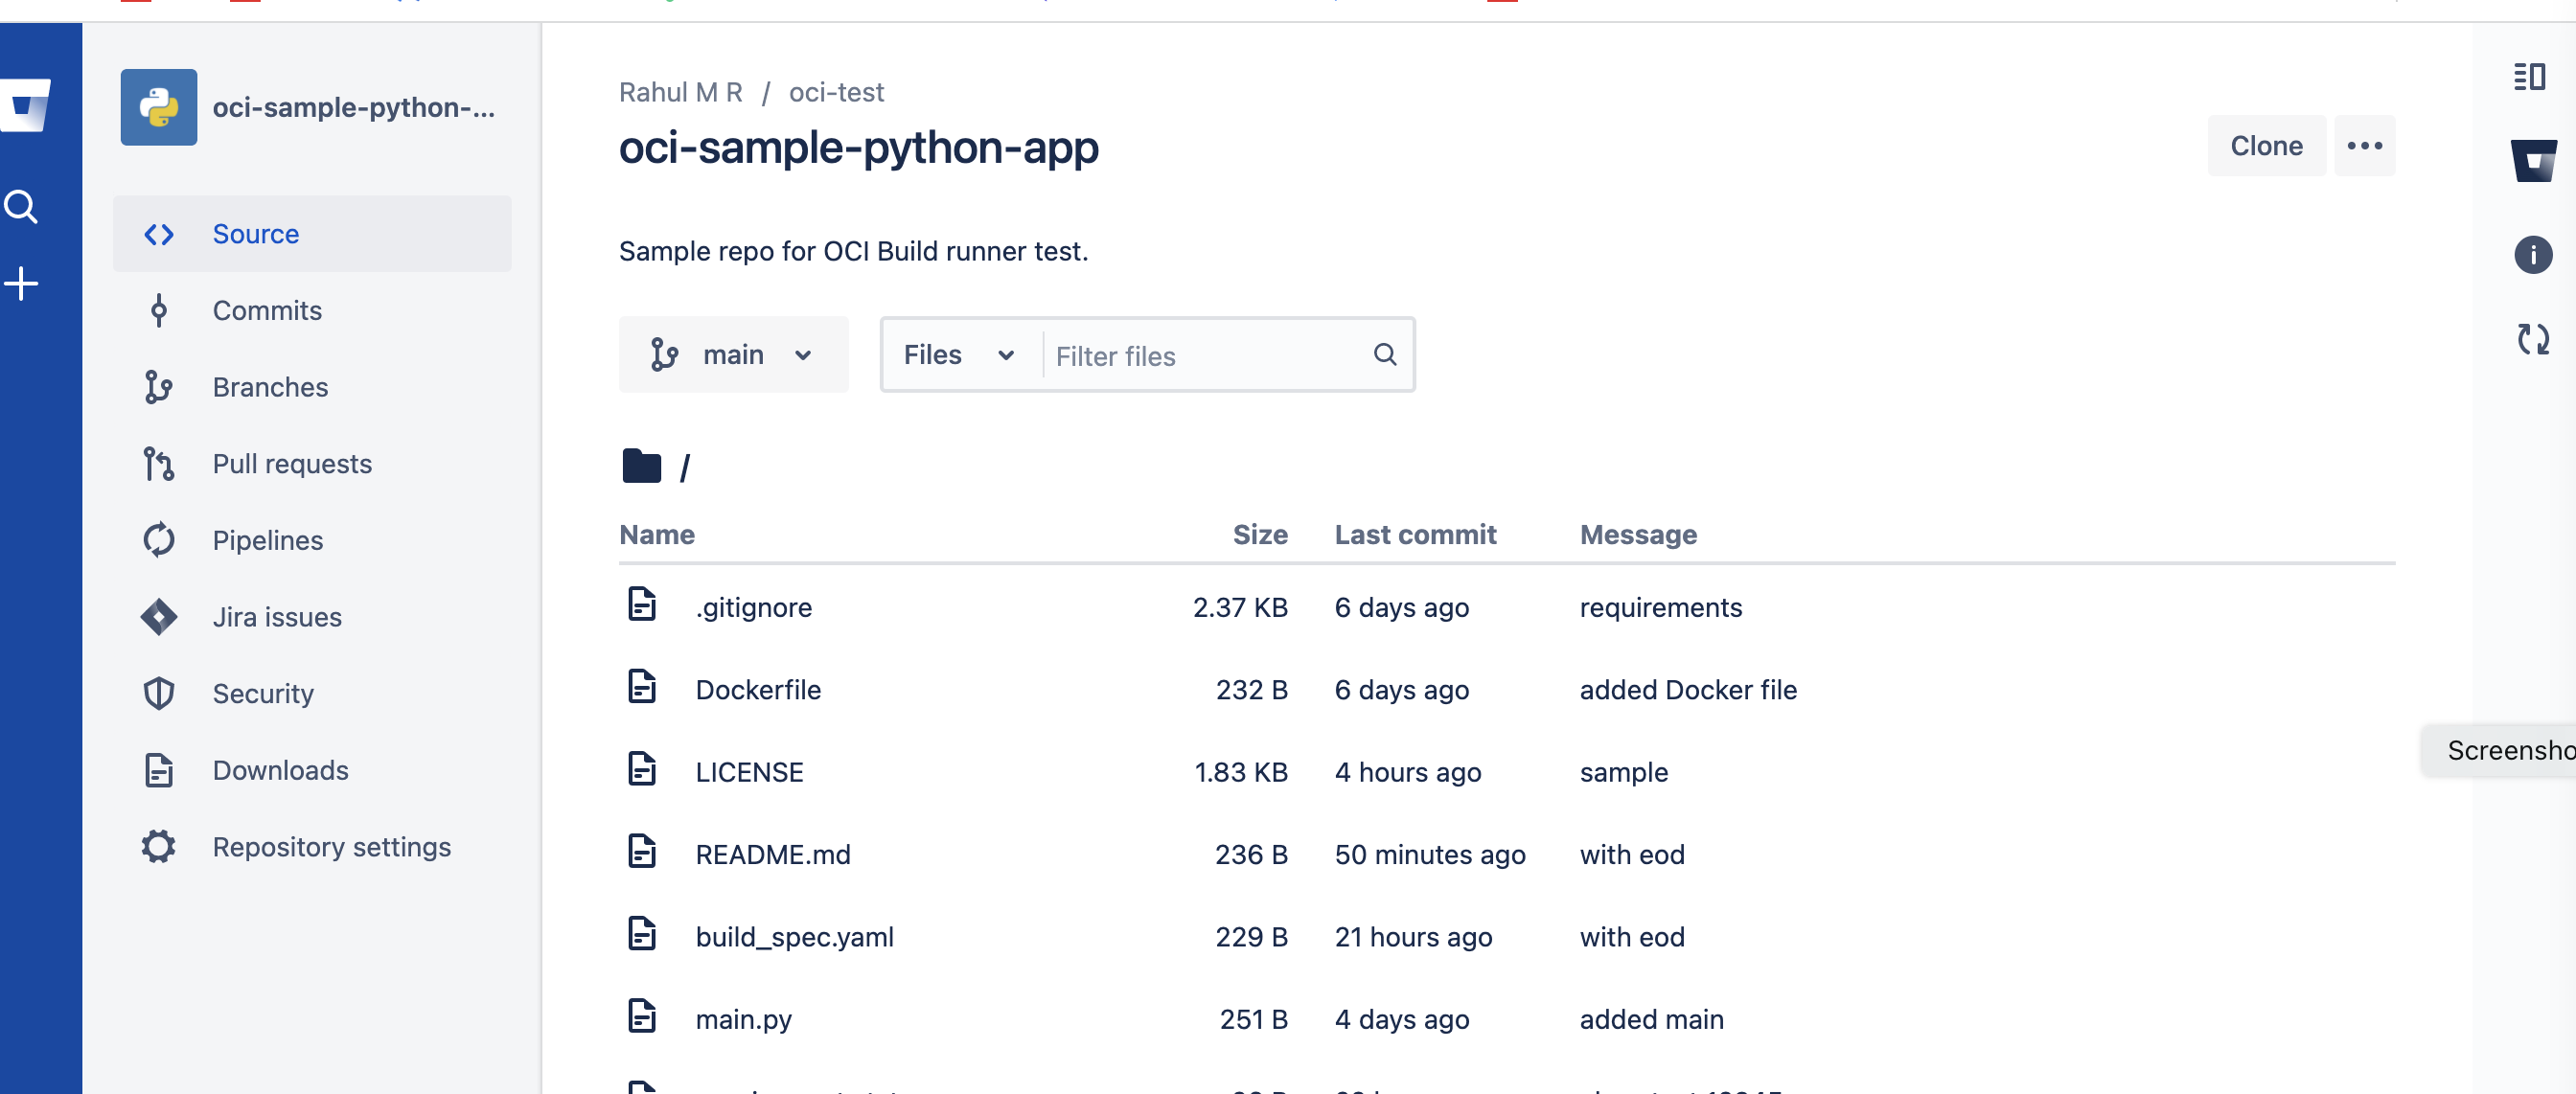 oci-sample-python-...
Source
Commits
Branches
Pull requests
Pipelines
Jira issues
Security
Downloads
Repository settings
Rahul M R / oci-test
oci-sample-python-app
Clone
Sample repo for OCI Build runner test.
main
Files
Filter files
/
Name Size Last commit Message
.gitignore 2.37 KB 6 days ago requirements
Dockerfile 232 B 6 days ago added Docker file
LICENSE 1.83 KB 4 hours ago sample
README.md 236 B 50 minutes ago with eod
build_spec.yaml 229 B 21 hours ago with eod
main.py 251 B 4 days ago added main
Screensho